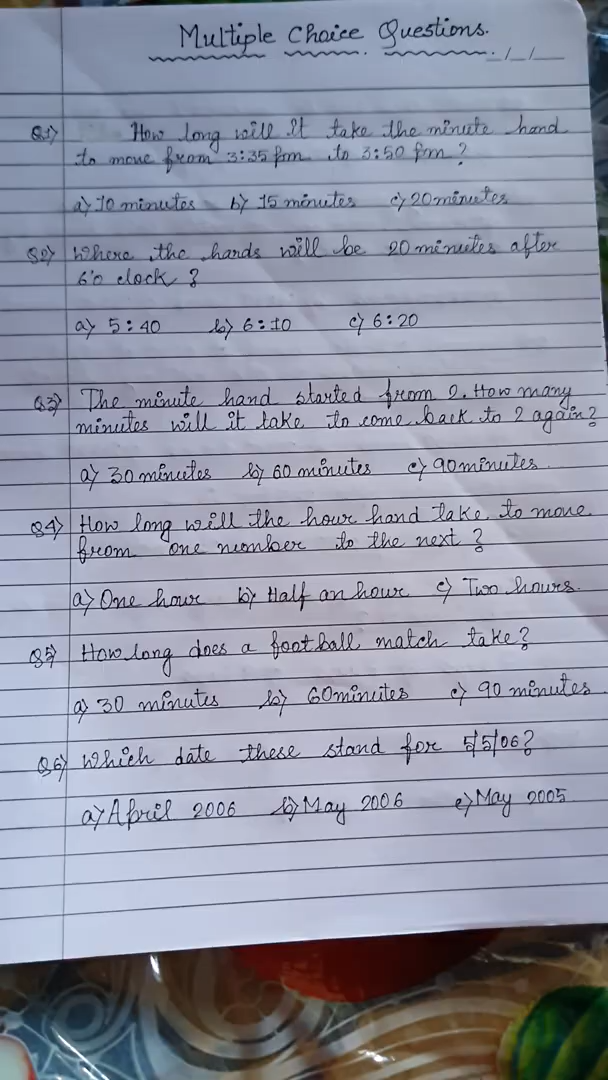 Multiple Choice Questions.
_/_/__
Q1) How long will It take the minute hand
to move from 3:35 pm to 3:50 pm?
a) 10 minutes b) 15 minutes c) 20 minutes
Q2) Where the hands will be 20 minutes after
6'o clock?
a) 5:40 b) 6:10 c) 6:20
Q3) The minute hand started from 2. How many
minutes will it take to come back to 2 again?
a) 30 minutes b) 60 minutes c) 90 minutes.
Q4) How long will the hour hand take to move
from one number to the next?
a) One hour b) Half an hour c) Two hours.
Q5) How long does a football match take?
a) 30 minutes b) 60 minutes c) 90 minutes.
Q6) Which date these stand for 5/5/06?
a) April 2006 b) May 2006 c) May 2005